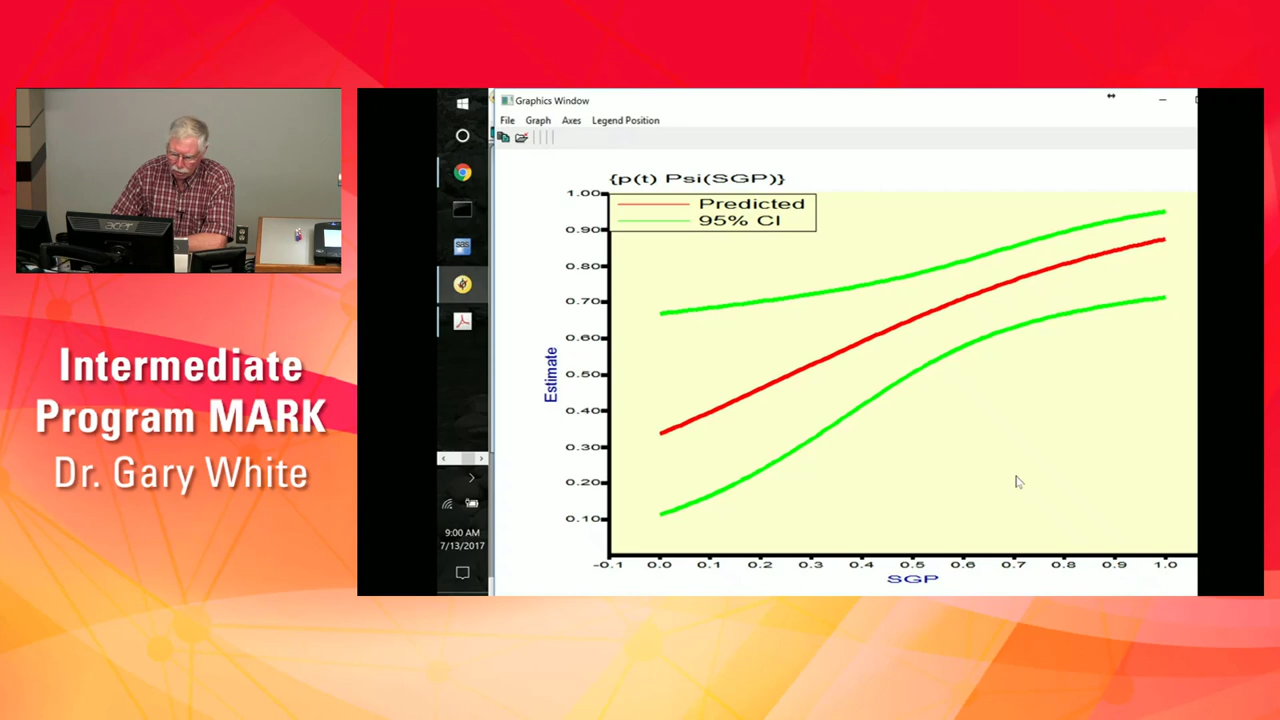 Intermediate
Program MARK
Dr. Gary White
acer
sas
9:00 AM
7/13/2017
Graphics Window
File Graph Axes Legend Position
{p(t) Psi(SGP)}
Predicted
95% CI
1.00
0.90
0.80
0.70
0.60
0.50
0.40
0.30
0.20
0.10
Estimate
-0.1 0.0 0.1 0.2 0.3 0.4 0.5 0.6 0.7 0.8 0.9 1.0
SGP